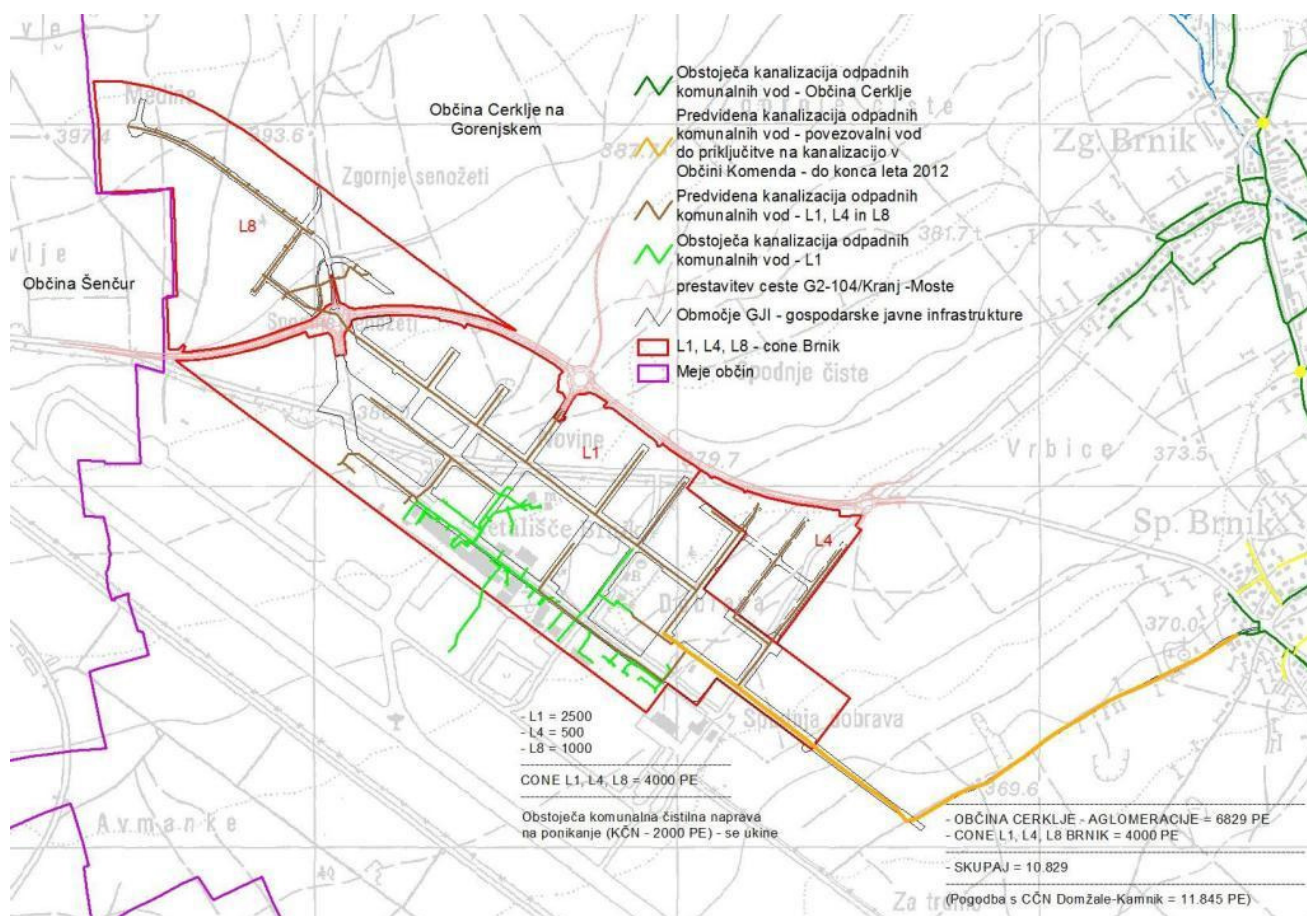 Občina Cerklje na
Gorenjskem
Obstoječa kanalizacija odpadnih
komunalnih vod - Občina Cerklje
Predvidena kanalizacija odpadnih
komunalnih vod - povezovalni vod
do priključitve na kanalizacijo v
Občini Komenda - do konca leta 2012
Predvidena kanalizacija odpadnih
komunalnih vod - L1, L4 in L8
Obstoječa kanalizacija odpadnih
komunalnih vod - L1
prestavitev ceste G2-104/Kranj -Moste
Območje GJI - gospodarske javne infrastrukture
L1, L4, L8 - cone Brnik
Meje občin
Medine
393.6
Zgornje senožeti
387.7
Zg. Brnik
381.7
L8
Občina Šenčur
Spodnje čiste
Novine
L1
379.7
Vrbice
373.5
Sp. Brnik
L4
Dobrava
370.0
Spodnja dobrava
369.6
Avmanke
- L1 = 2500
- L4 = 500
- L8 = 1000
CONE L1, L4, L8 = 4000 PE
Obstoječa komunalna čistilna naprava
na ponikanje (KČN - 2000 PE) - se ukine
- OBČINA CERKLJE - AGLOMERACIJE = 6829 PE
- CONE L1, L4, L8 BRNIK = 4000 PE
- SKUPAJ = 10.829
(Pogodba s CČN Domžale-Kamnik = 11.845 PE)